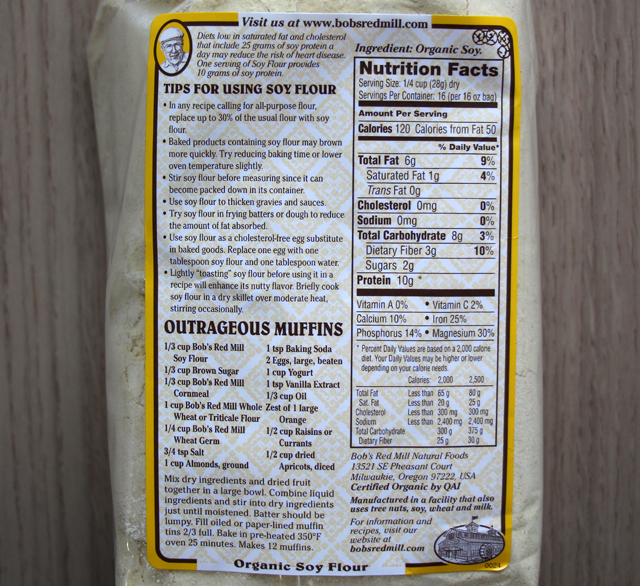 Visit us at www.bobsredmill.com
Diets low in saturated fat and cholesterol
that include 25 grams of soy protein a
day may reduce the risk of heart disease.
One serving of Soy Flour provides
10 grams of soy protein.
TIPS FOR USING SOY FLOUR
• In any recipe calling for all-purpose flour,
replace up to 30% of the usual flour with soy
flour.
• Baked products containing soy flour may brown
more quickly. Try reducing baking time or lower
oven temperature slightly.
• Stir soy flour before measuring since it can
become packed down in its container.
• Use soy flour to thicken gravies and sauces.
• Try soy flour in frying batters or dough to reduce
the amount of fat absorbed.
• Use soy flour as a cholesterol-free egg substitute
in baked goods. Replace one egg with one
tablespoon soy flour and one tablespoon water.
• Lightly "toasting" soy flour before using it in a
recipe will enhance its nutty flavor. Briefly cook
soy flour in a dry skillet over moderate heat,
stirring occasionally.
OUTRAGEOUS MUFFINS
1/3 cup Bob's Red Mill
Soy Flour
1/3 cup Brown Sugar
1/3 cup Bob's Red Mill
Cornmeal
1 cup Bob's Red Mill Whole
Wheat or Triticale Flour
1/4 cup Bob's Red Mill
Wheat Germ
3/4 tsp Salt
1 cup Almonds, ground
1 tsp Baking Soda
2 Eggs, large, beaten
1 cup Yogurt
1 tsp Vanilla Extract
1/3 cup Oil
Zest of 1 large
Orange
1/2 cup Raisins or
Currants
1/2 cup dried
Apricots, diced
Mix dry ingredients and dried fruit
together in a large bowl. Combine liquid
ingredients and stir into dry ingredients
just until moistened. Batter should be
lumpy. Fill oiled or paper-lined muffin
tins 2/3 full. Bake in pre-heated 350°F
oven 25 minutes. Makes 12 muffins.
Ingredient: Organic Soy.
Nutrition Facts
Serving Size: 1/4 cup (28g) dry
Servings Per Container: 16 (per 16 oz bag)
Amount Per Serving
Calories 120 Calories from Fat 50
% Daily Value*
Total Fat 6g 9%
Saturated Fat 1g 4%
Trans Fat 0g
Cholesterol 0mg 0%
Sodium 0mg 0%
Total Carbohydrate 8g 3%
Dietary Fiber 3g 10%
Sugars 2g
Protein 10g *
Vitamin A 0% • Vitamin C 2%
Calcium 10% • Iron 25%
Phosphorus 14% • Magnesium 30%
* Percent Daily Values are based on a 2,000 calorie
diet. Your Daily Values may be higher or lower
depending on your calorie needs.
Calories: 2,000 2,500
Total Fat Less than 65 g 80 g
Sat. Fat Less than 20 g 25 g
Cholesterol Less than 300 mg 300 mg
Sodium Less than 2,400 mg 2,400 mg
Total Carbohydrate 300 g 375 g
Dietary Fiber 25 g 30 g
Bob's Red Mill Natural Foods
13521 SE Pheasant Court
Milwaukie, Oregon 97222, USA
Certified Organic by QAI
Manufactured in a facility that also
uses tree nuts, soy, wheat and milk.
For information and
recipes, visit our
website at
bobsredmill.com
0024
Organic Soy Flour